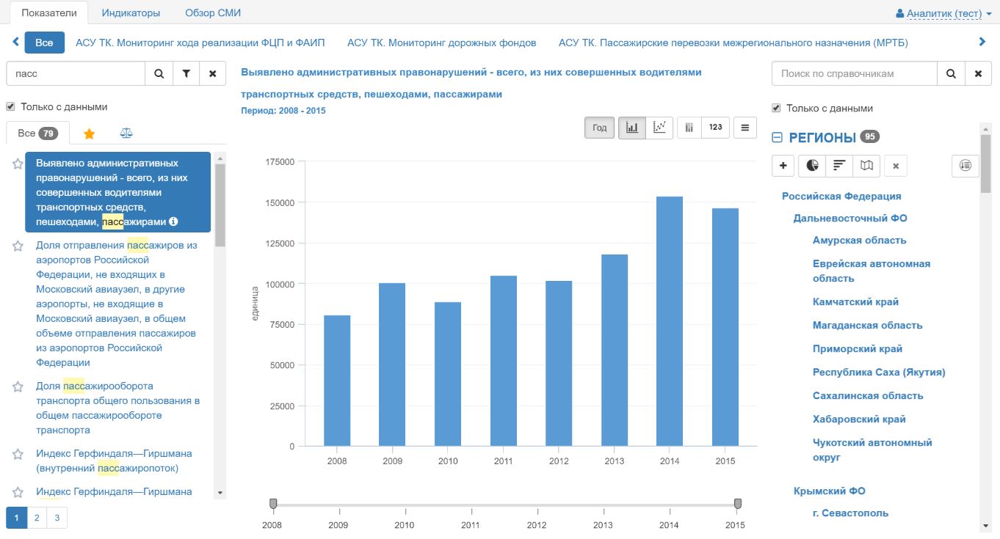 Показатели
Индикаторы
Обзор СМИ
Аналитик (тест)
Все
АСУ ТК. Мониторинг хода реализации ФЦП и ФАИП
АСУ ТК. Мониторинг дорожных фондов
АСУ ТК. Пассажирские перевозки межрегионального назначения (МРТБ)
пасс
Только с данными
Все 79
Выявлено административных
правонарушений - всего, из них
совершенных водителями
транспортных средств,
пешеходами, пассажирами
Доля отправления пассажиров из
аэропортов Российской
Федерации, не входящих в
Московский авиаузел, в другие
аэропорты, не входящие в
Московский авиаузел, в общем
объеме отправления пассажиров
из аэропортов Российской
Федерации
Доля пассажирооборота
транспорта общего пользования в
общем пассажирообороте
транспорта
Индекс Герфиндаля—Гиршмана
(внутренний пассажиропоток)
Индекс Герфиндаля—Гиршмана
1
2
3
Выявлено административных правонарушений - всего, из них совершенных водителями
транспортных средств, пешеходами, пассажирами
Период: 2008 - 2015
Год
123
единица
175000
150000
125000
100000
75000
50000
25000
0
2008
2009
2010
2011
2012
2013
2014
2015
2008
2009
2010
2011
2012
2013
2014
2015
Поиск по справочникам
Только с данными
РЕГИОНЫ 95
Российская Федерация
Дальневосточный ФО
Амурская область
Еврейская автономная
область
Камчатский край
Магаданская область
Приморский край
Республика Саха (Якутия)
Сахалинская область
Хабаровский край
Чукотский автономный
округ
Крымский ФО
г. Севастополь